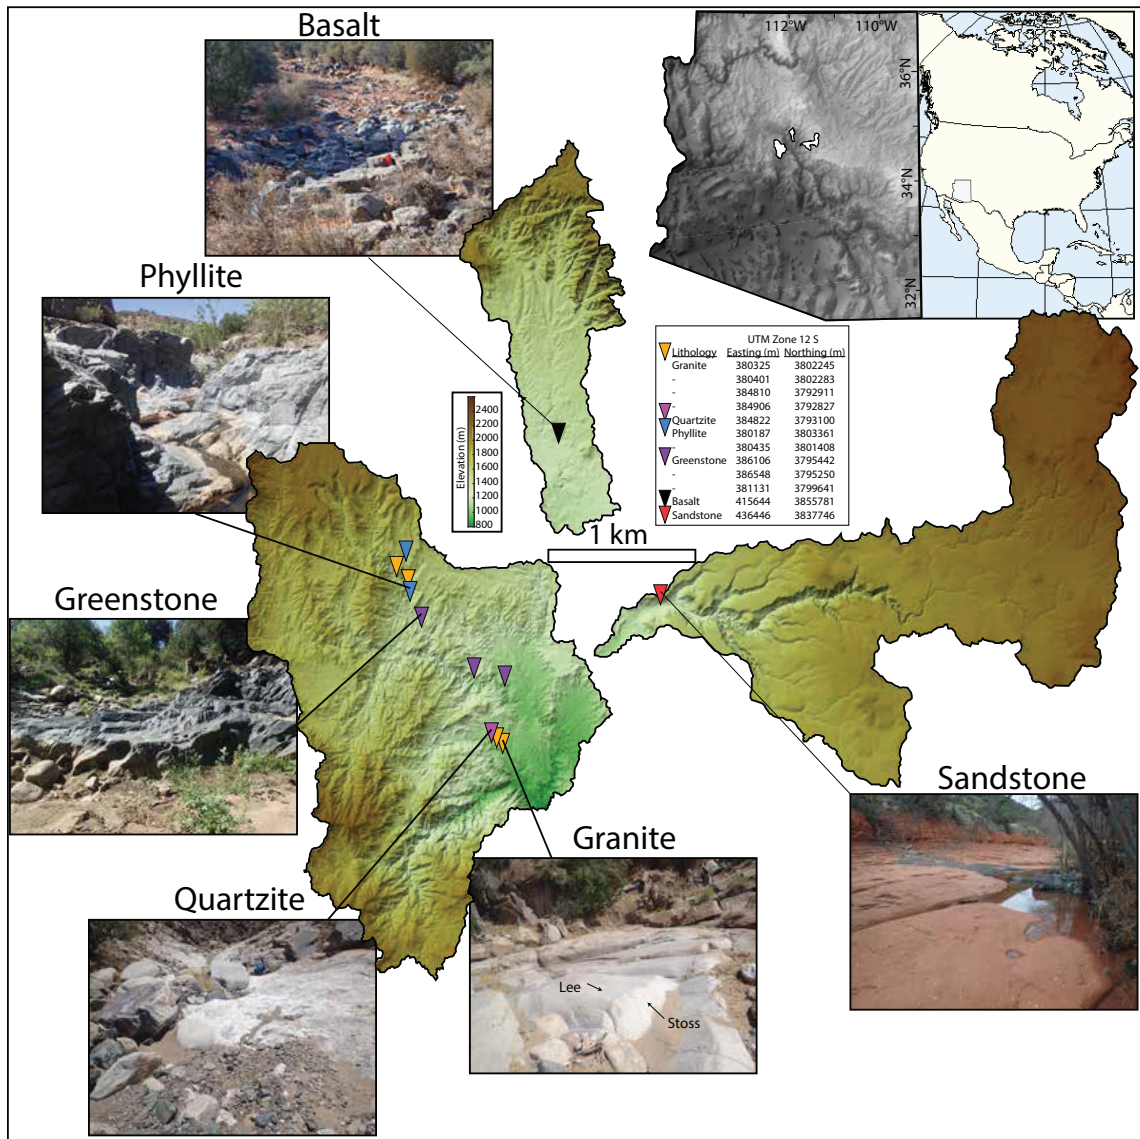 Basalt
112°W 110°W
36°N
34°N
32°N
Phyllite
UTM Zone 12 S
Lithology Easting (m) Northing (m)
Granite 380325 3802245
- 380401 3802283
- 384810 3792911
- 384906 3792827
Quartzite 384822 3793100
Phyllite 380187 3803361
- 380435 3801408
Greenstone 386106 3795442
- 386548 3795250
- 381131 3799641
Basalt 415644 3855781
Sandstone 436446 3837746
Elevation (m)
2400
2200
2000
1800
1600
1400
1200
1000
800
1 km
Greenstone
Sandstone
Granite
Quartzite
Lee
Stoss